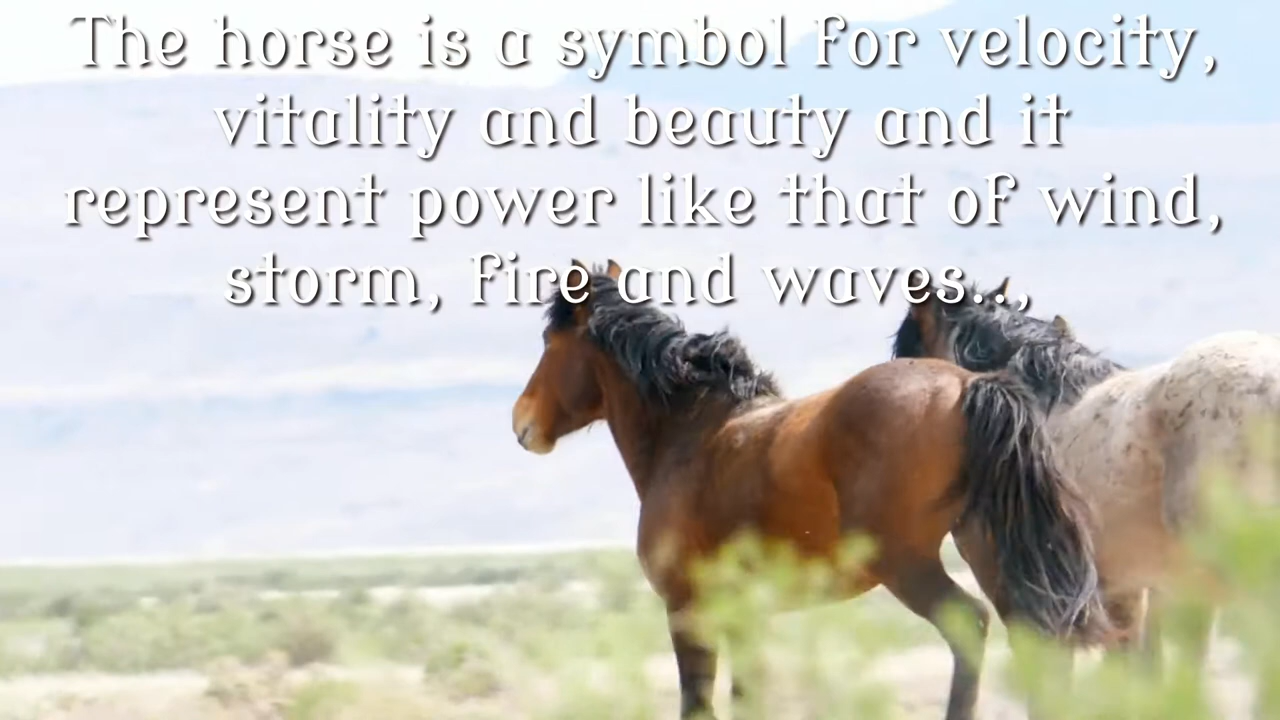 The horse is a symbol for velocity,
vitality and beauty and it
represent power like that of wind,
storm, fire and waves..,